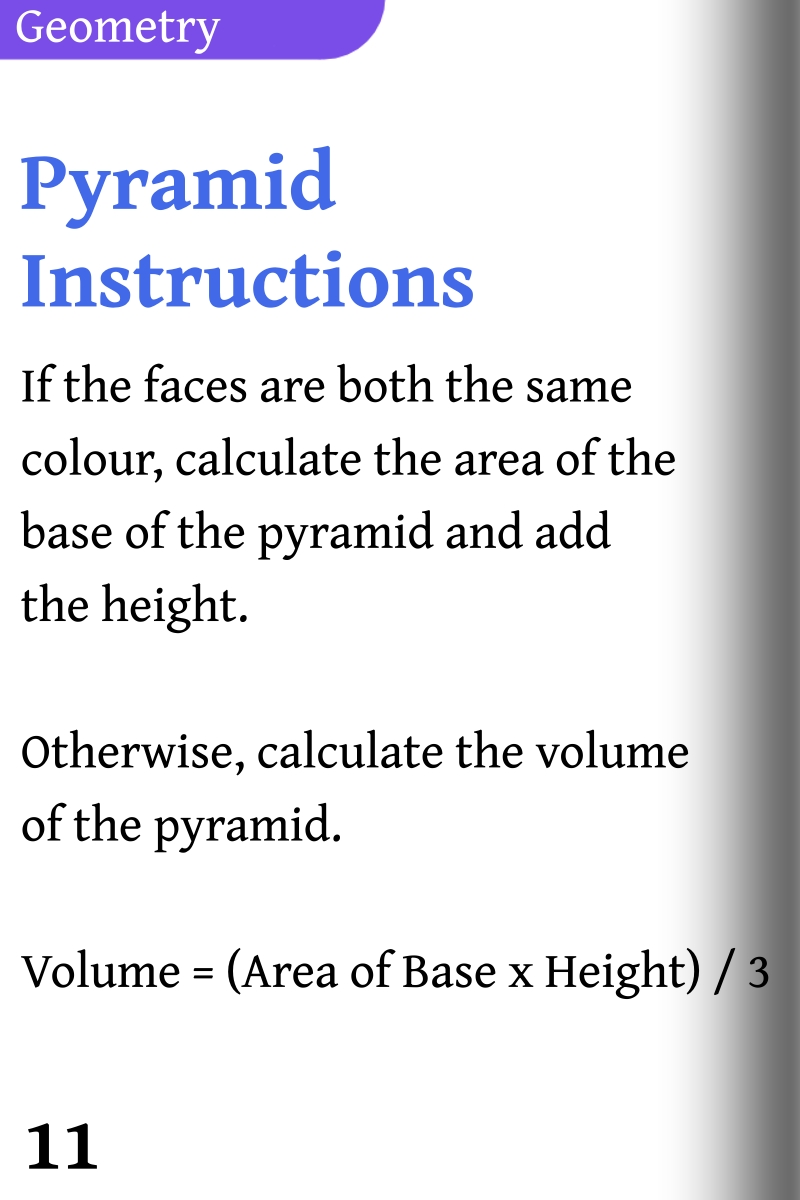 Geometry
Pyramid
Instructions
If the faces are both the same
colour, calculate the area of the
base of the pyramid and add
the height.
Otherwise, calculate the volume
of the pyramid.
Volume = (Area of Base x Height) / 3
11